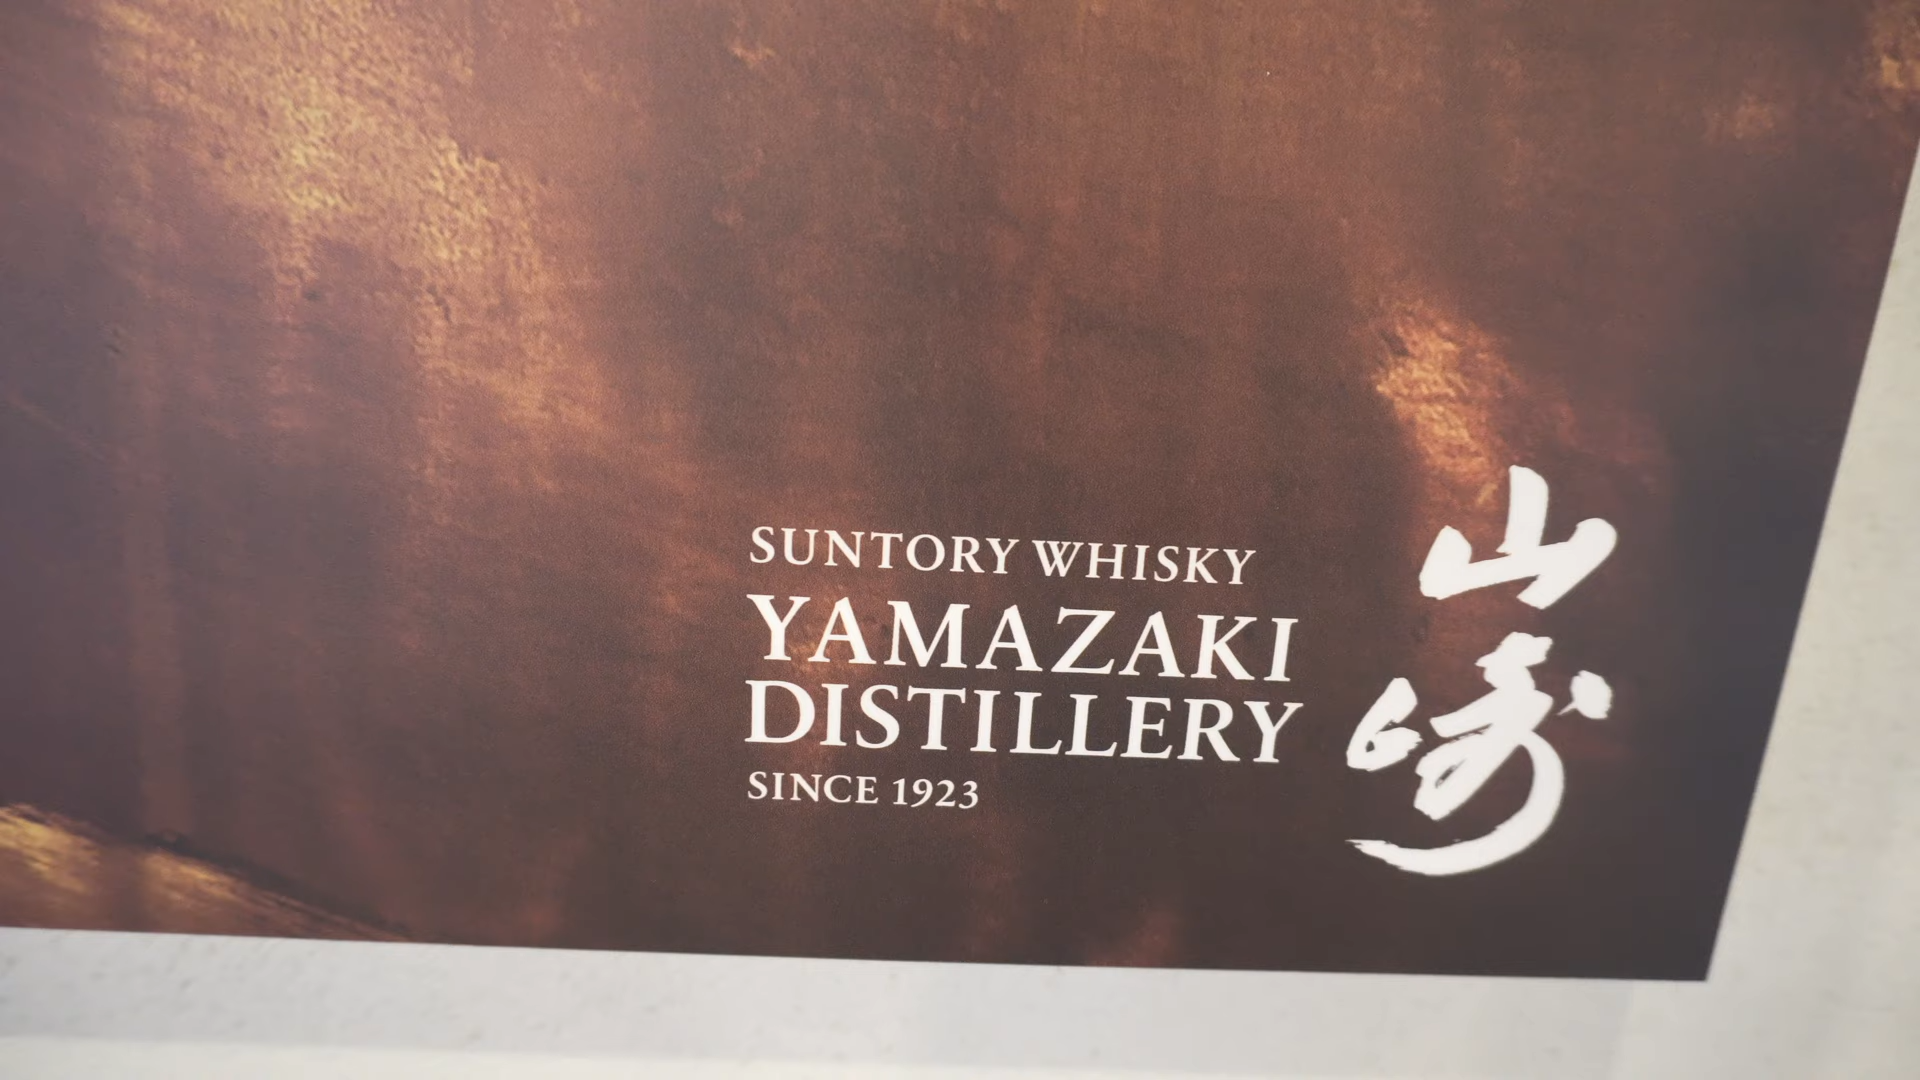 SUNTORY WHISKY
YAMAZAKI
DISTILLERY
SINCE 1923
山崎